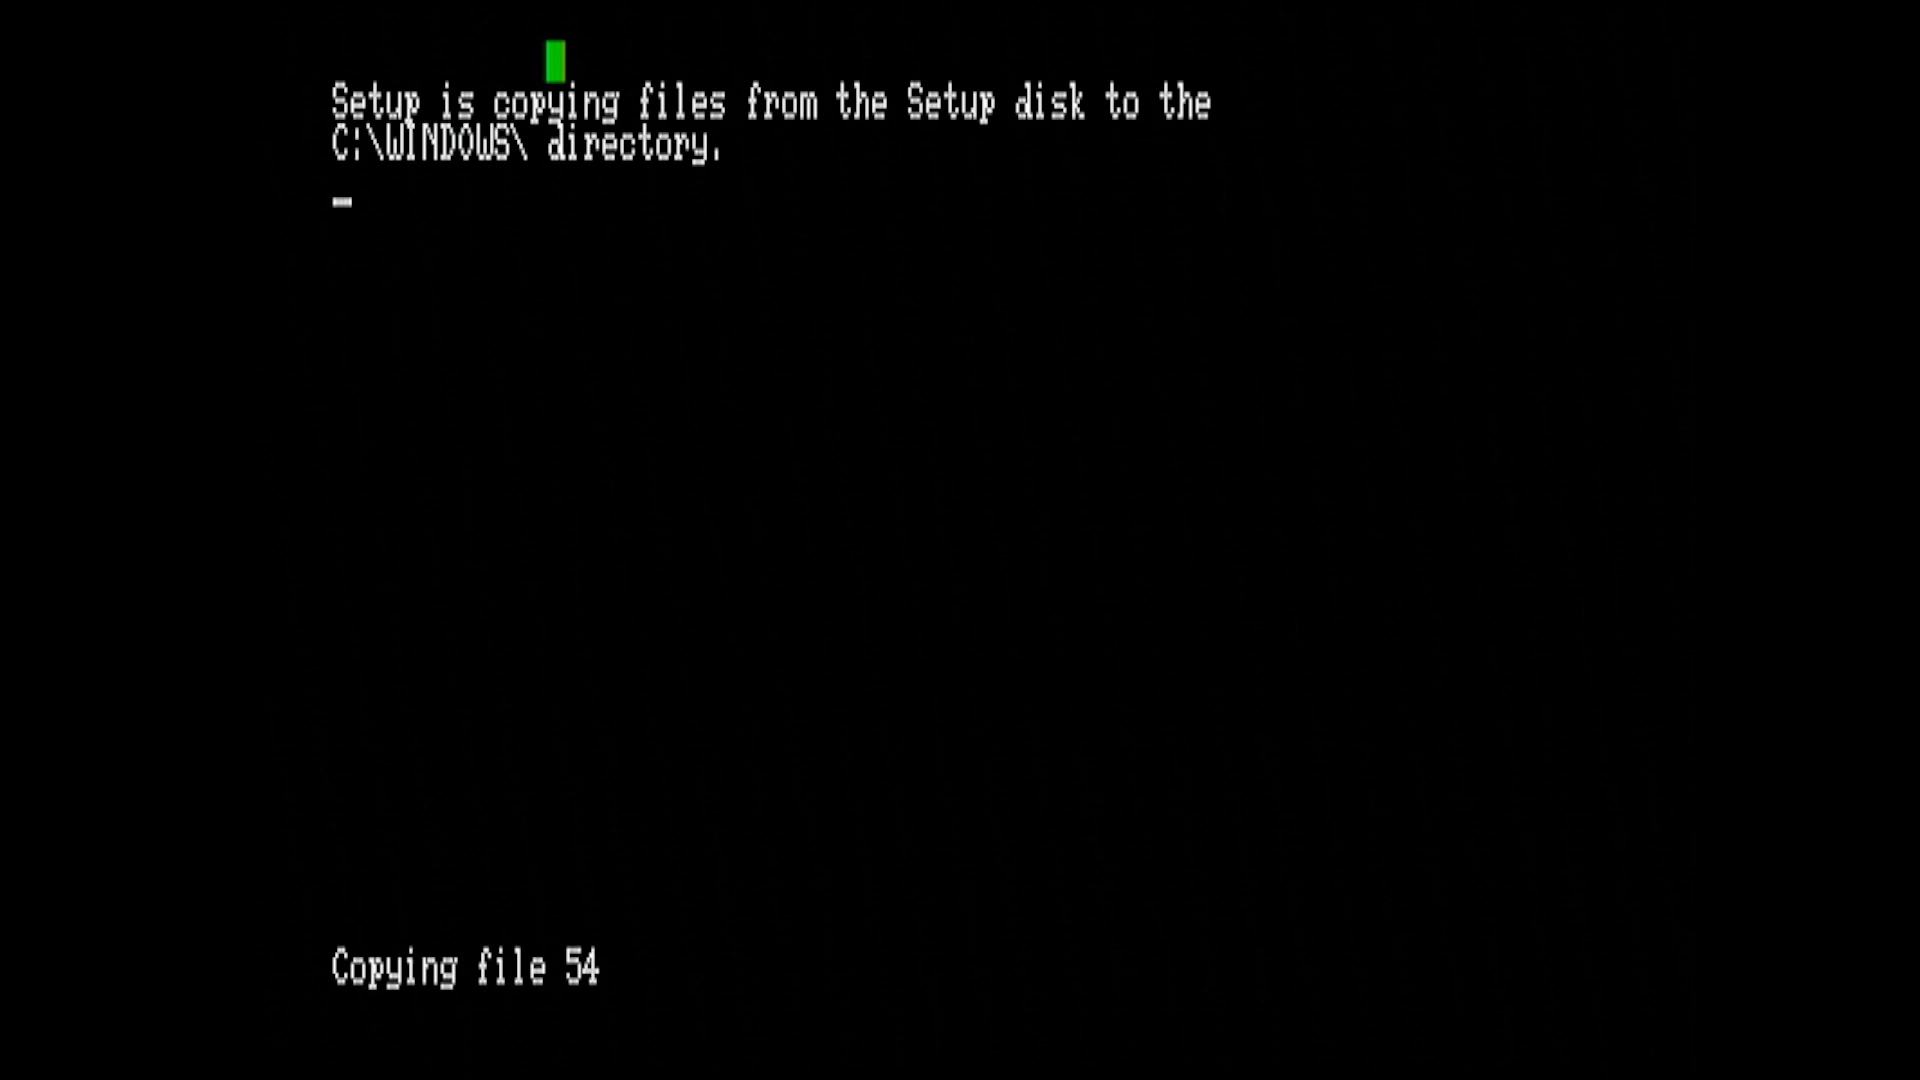 Setup is copying files from the Setup disk to the
C:\WINDOWS\ directory.
Copying file 54